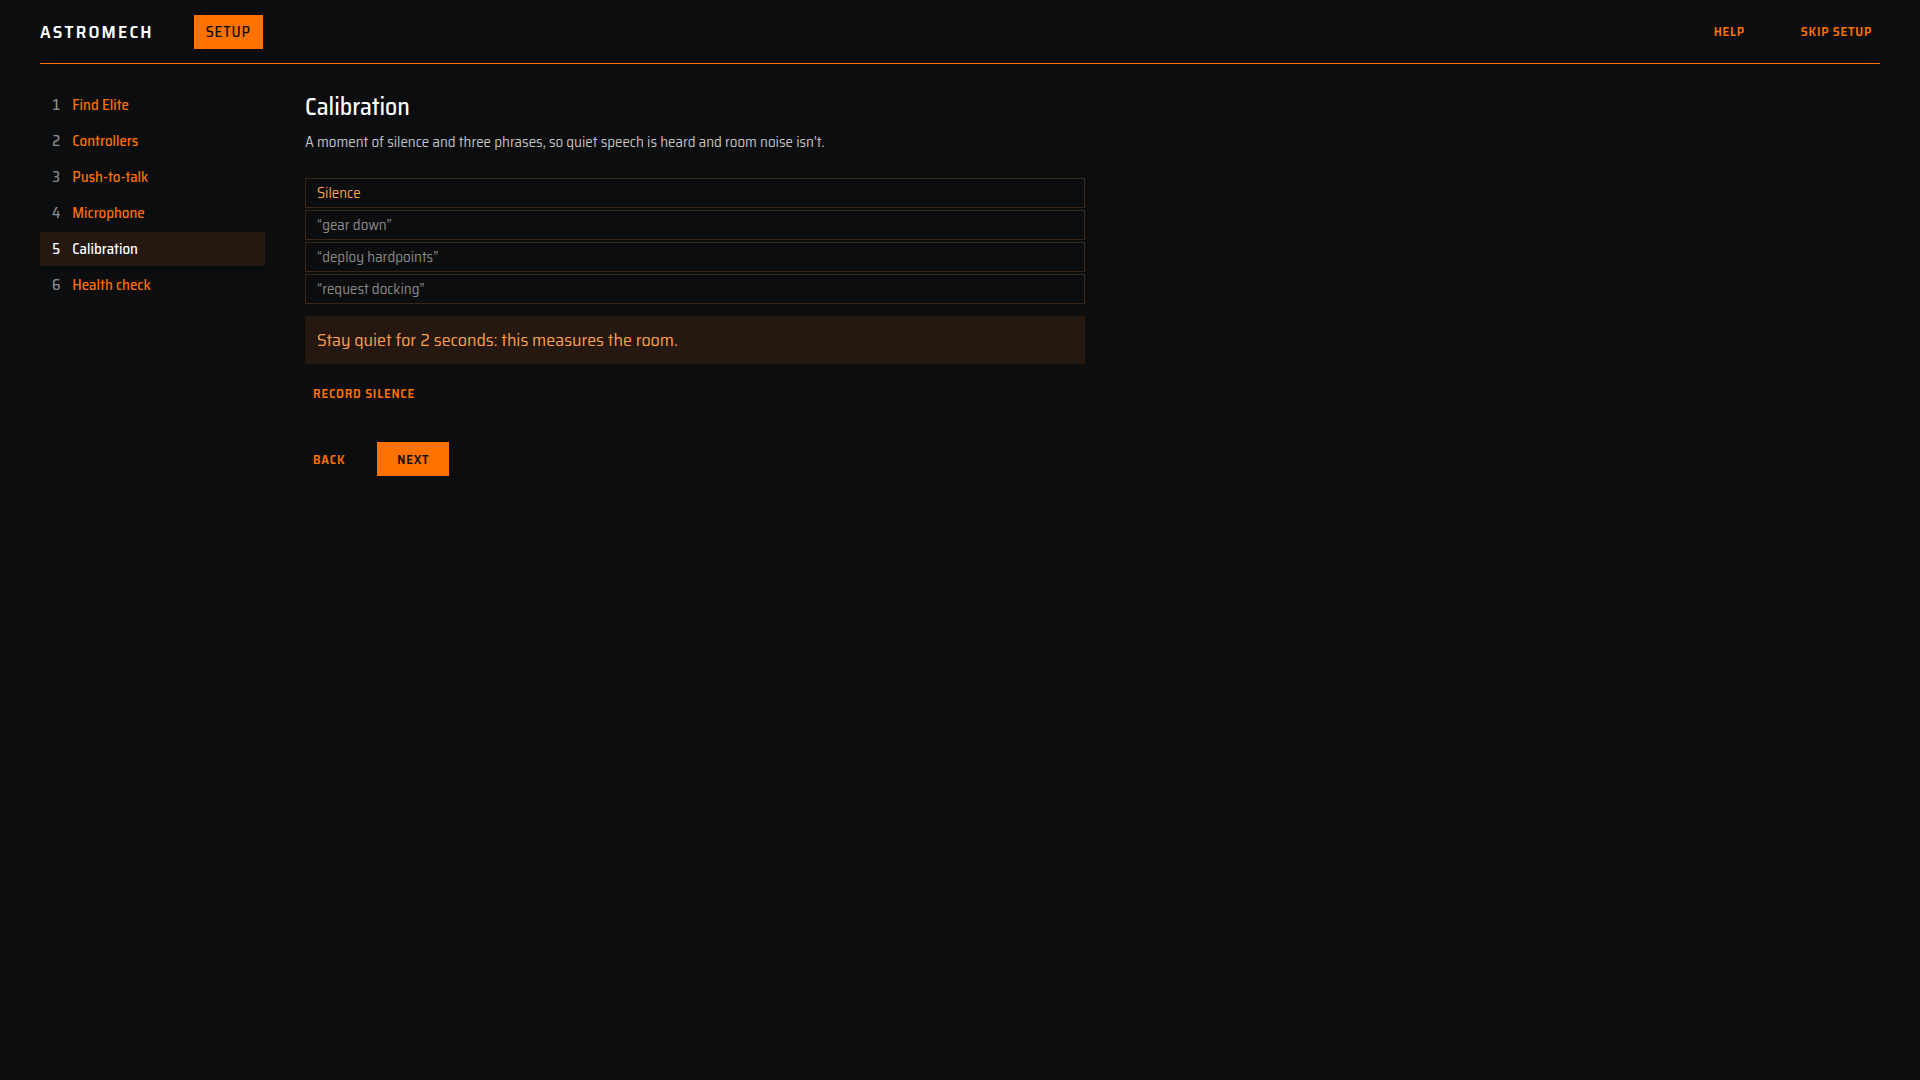 ASTROMECH
SETUP
HELP
SKIP SETUP
1 Find Elite
2 Controllers
3 Push-to-talk
4 Microphone
5 Calibration
6 Health check
Calibration
A moment of silence and three phrases, so quiet speech is heard and room noise isn't.
Silence
“gear down”
“deploy hardpoints”
“request docking”
Stay quiet for 2 seconds: this measures the room.
RECORD SILENCE
BACK
NEXT